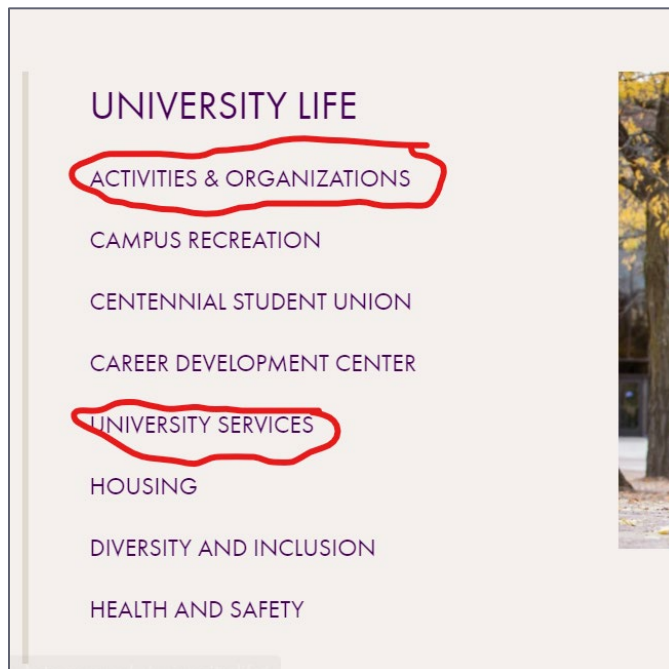 UNIVERSITY LIFE
ACTIVITIES & ORGANIZATIONS
CAMPUS RECREATION
CENTENNIAL STUDENT UNION
CAREER DEVELOPMENT CENTER
UNIVERSITY SERVICES
HOUSING
DIVERSITY AND INCLUSION
HEALTH AND SAFETY